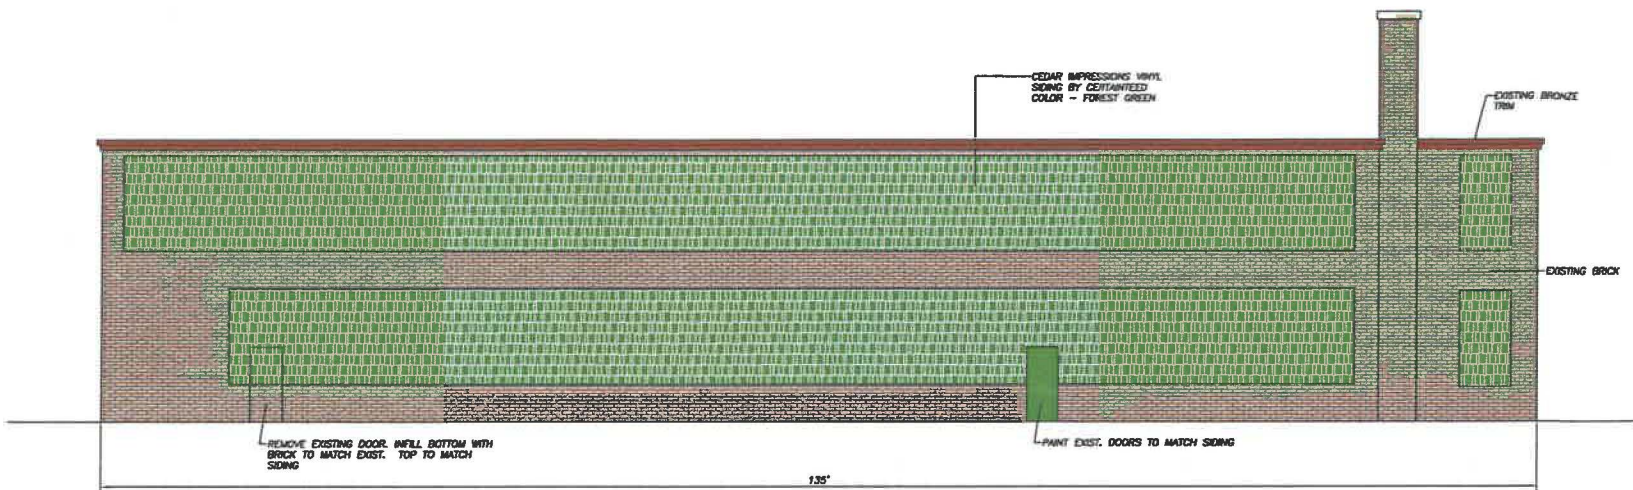 CEDAR IMPRESSIONS VINYL
SIDING BY CERTAINTEED
COLOR - FOREST GREEN
EXISTING BRONZE
TRIM
EXISTING BRICK
REMOVE EXISTING DOOR. INFILL BOTTOM WITH
BRICK TO MATCH EXIST. TOP TO MATCH
SIDING
PAINT EXIST. DOORS TO MATCH SIDING
135'